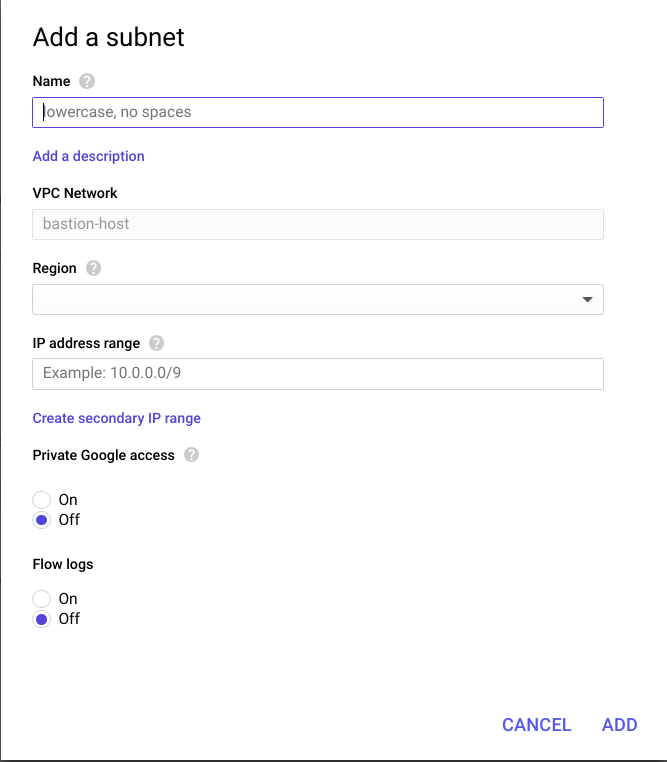 Add a subnet
Name ?
lowercase, no spaces
Add a description
VPC Network
bastion-host
Region ?
IP address range ?
Example: 10.0.0.0/9
Create secondary IP range
Private Google access ?
On
Off
Flow logs
On
Off
CANCEL ADD